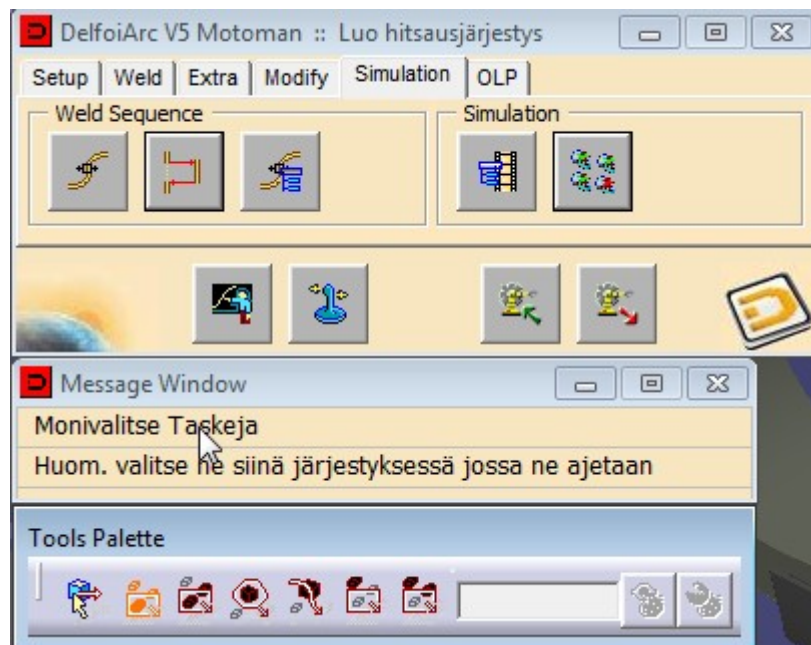 DelfoiArc V5 Motoman :: Luo hitsausjärjestys
Setup Weld Extra Modify Simulation OLP
Weld Sequence Simulation
Message Window
Monivalitse Taskeja
Huom. valitse ne siinä järjestyksessä jossa ne ajetaan
Tools Palette